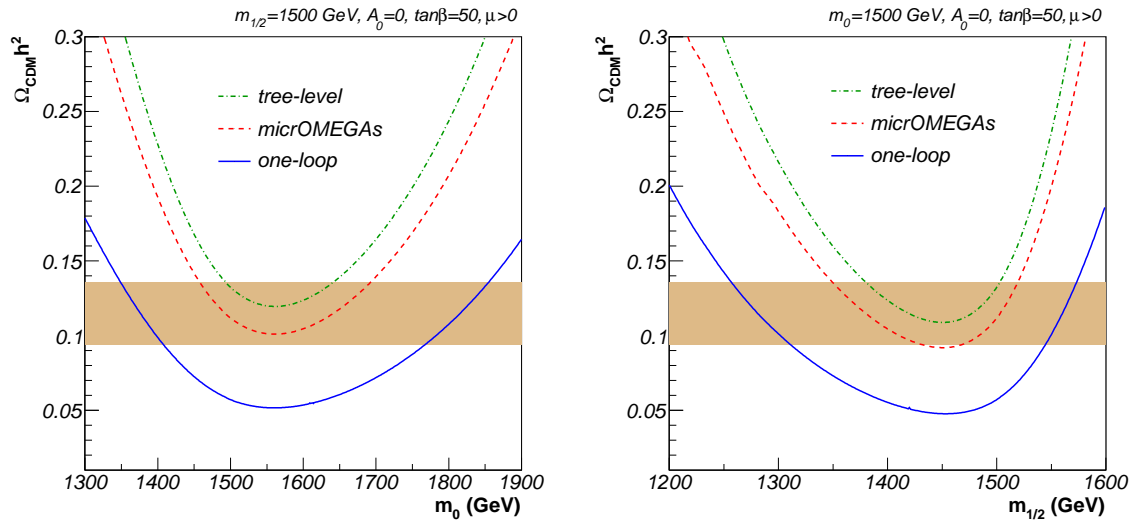 m1/2=1500 GeV, A0=0, tanβ=50, μ>0
ΩCDMh²
0.3
0.25
0.2
0.15
0.1
0.05
tree-level
micrOMEGAs
one-loop
1300 1400 1500 1600 1700 1800 1900
m0 (GeV)
m0=1500 GeV, A0=0, tanβ=50, μ>0
ΩCDMh²
0.3
0.25
0.2
0.15
0.1
0.05
tree-level
micrOMEGAs
one-loop
1200 1300 1400 1500 1600
m1/2 (GeV)